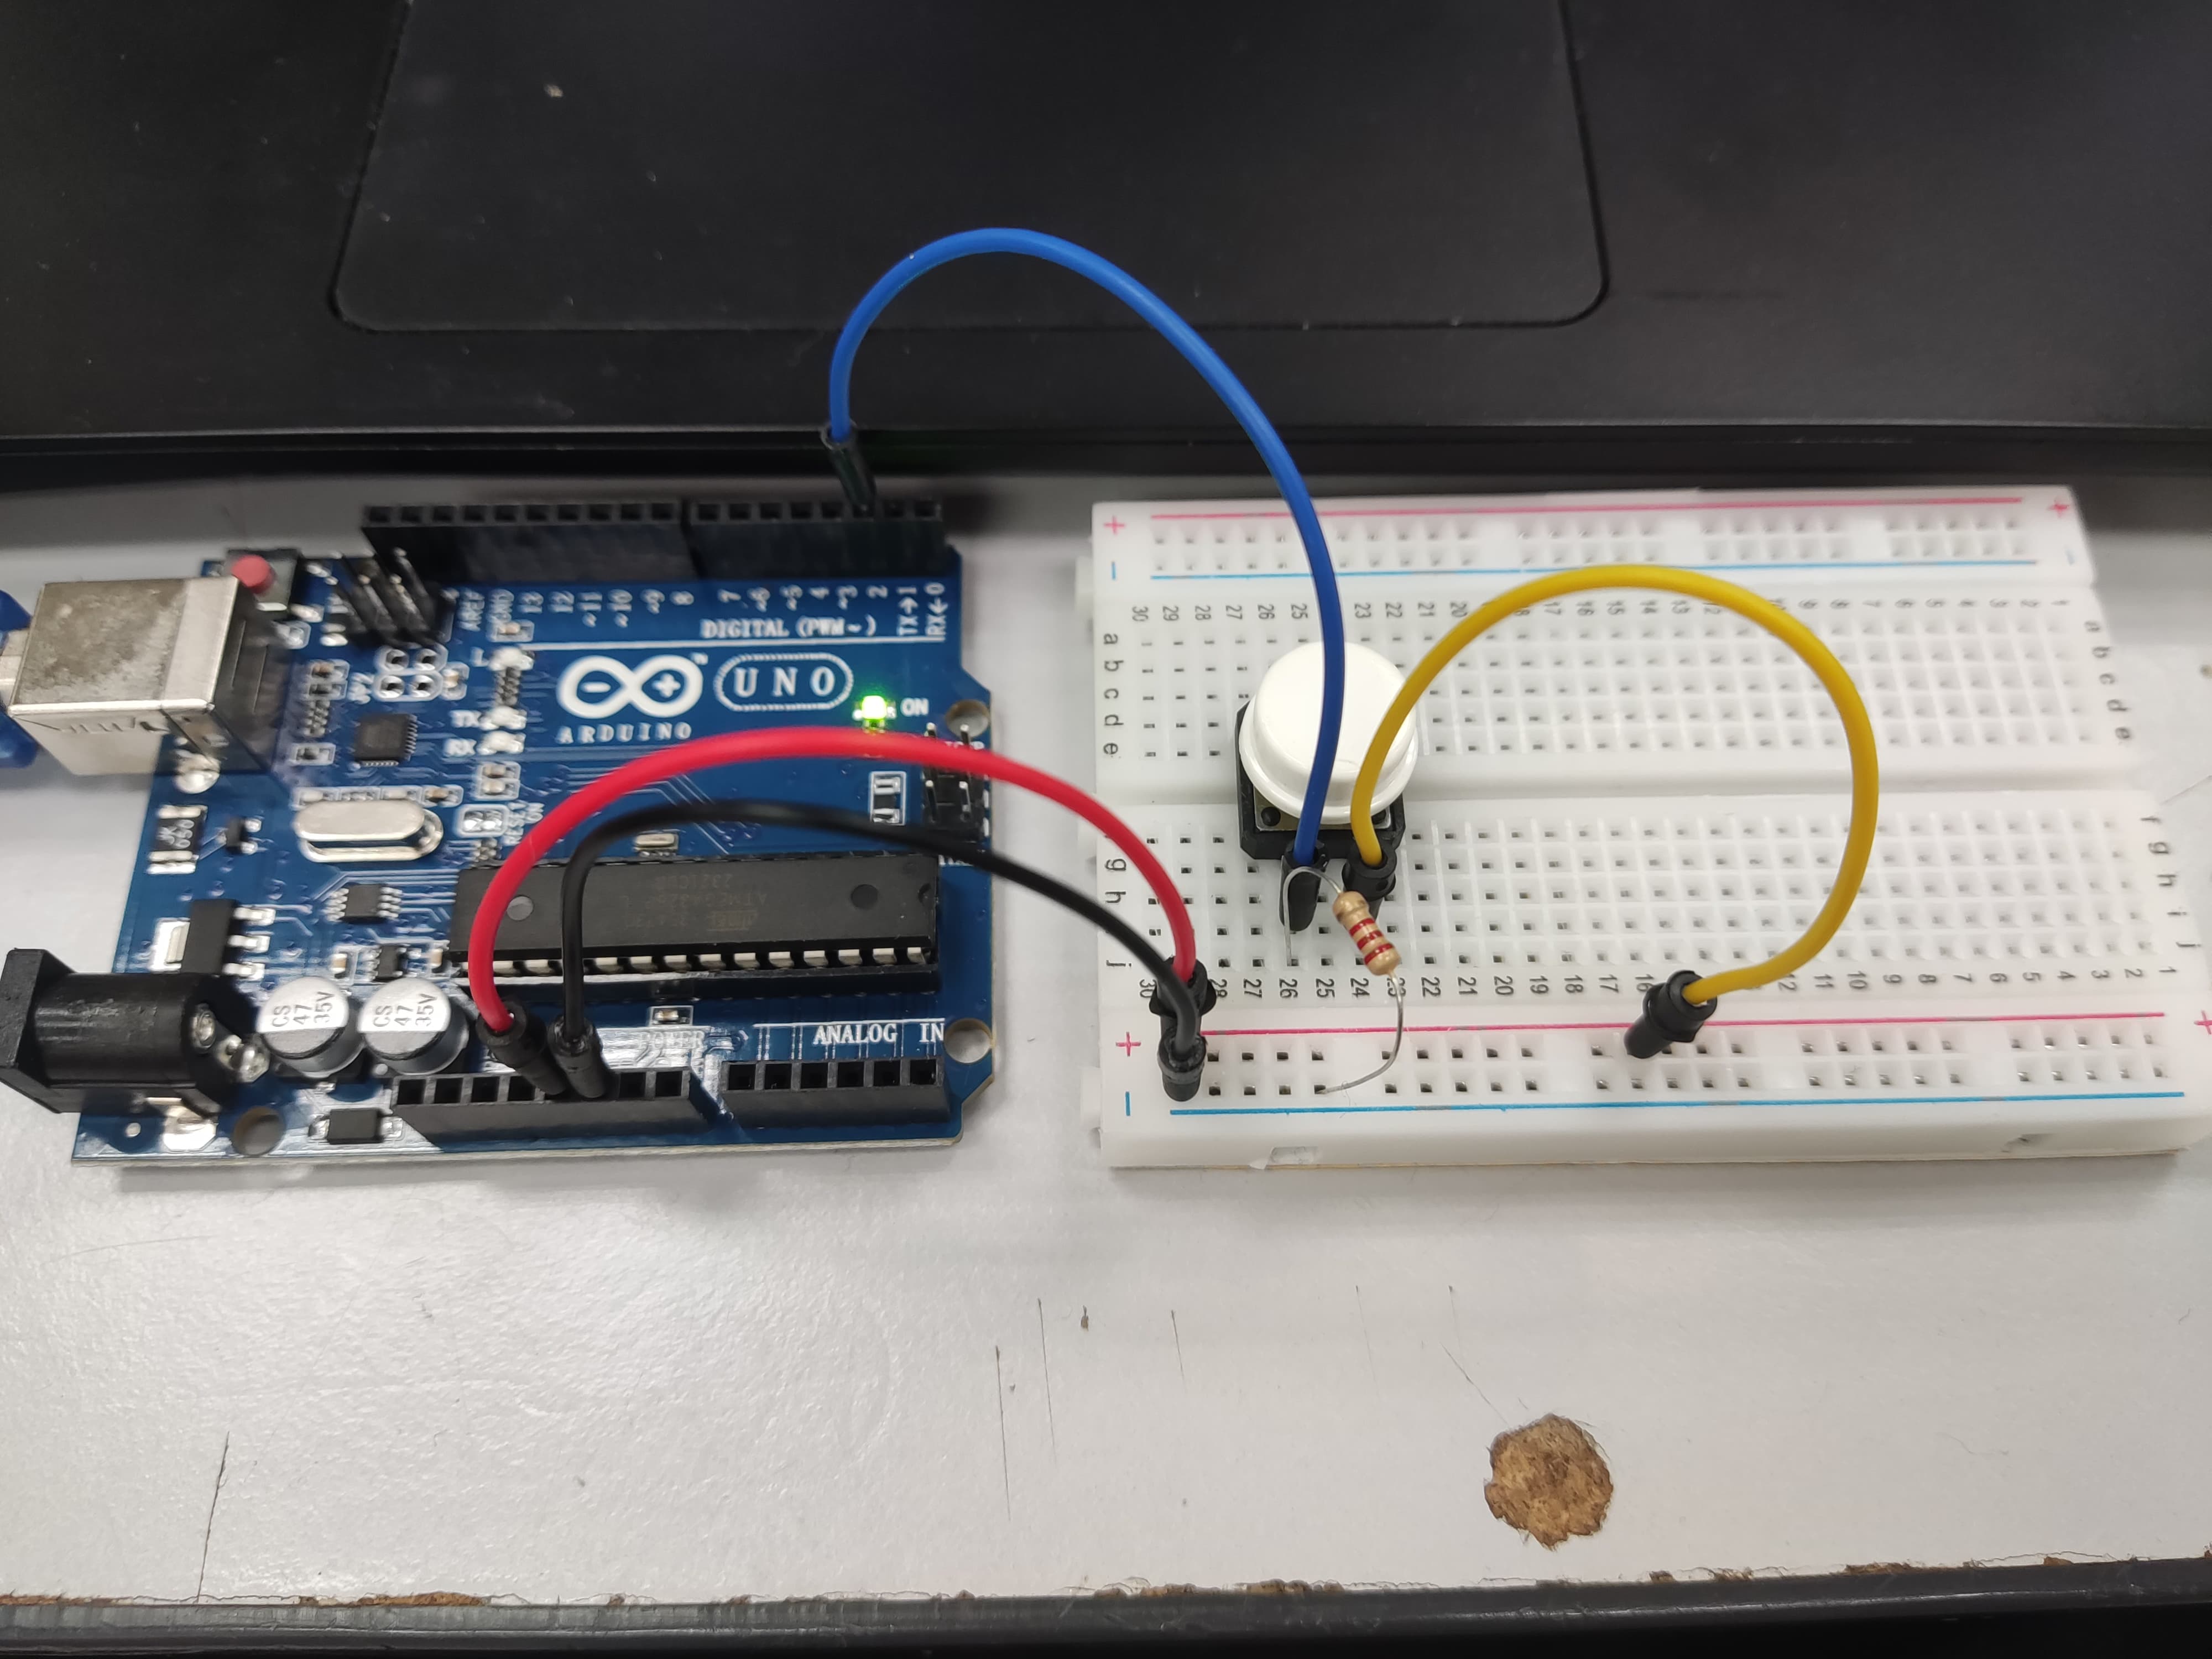 AREF
GND
13
12
~11
~10
~9
8
7
~6
~5
4
~3
2
TX→1
RX←0
DIGITAL (PWM~)
L
UNO
ARDUINO
ON
TX
RX
CS
47
35V
CS
47
35V
ANALOG IN
+ +
- -
30 29 28 27 26 25 23 22 21 20 17 16 15 14 13 12 9 8 7 6 5 4 3 2 1
a a
b b
c c
d d
e e
f
g g
h h
i
j j
30 28 27 26 25 24 23 22 21 20 19 18 17 16 12 11 10 9 8 7 6 5 4 3 2 1
+ +
-